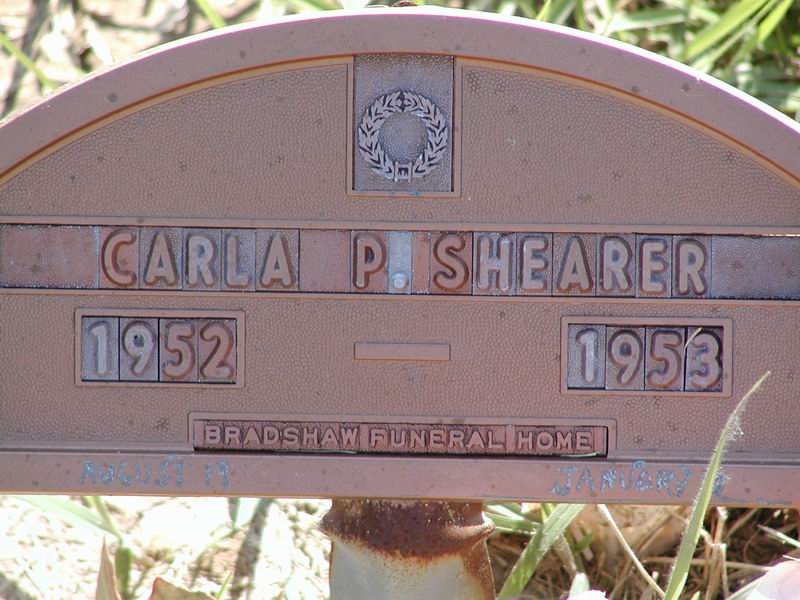 CARLA P. SHEARER
1952 — 1953
BRADSHAW FUNERAL HOME
AUGUST 19 JANUARY